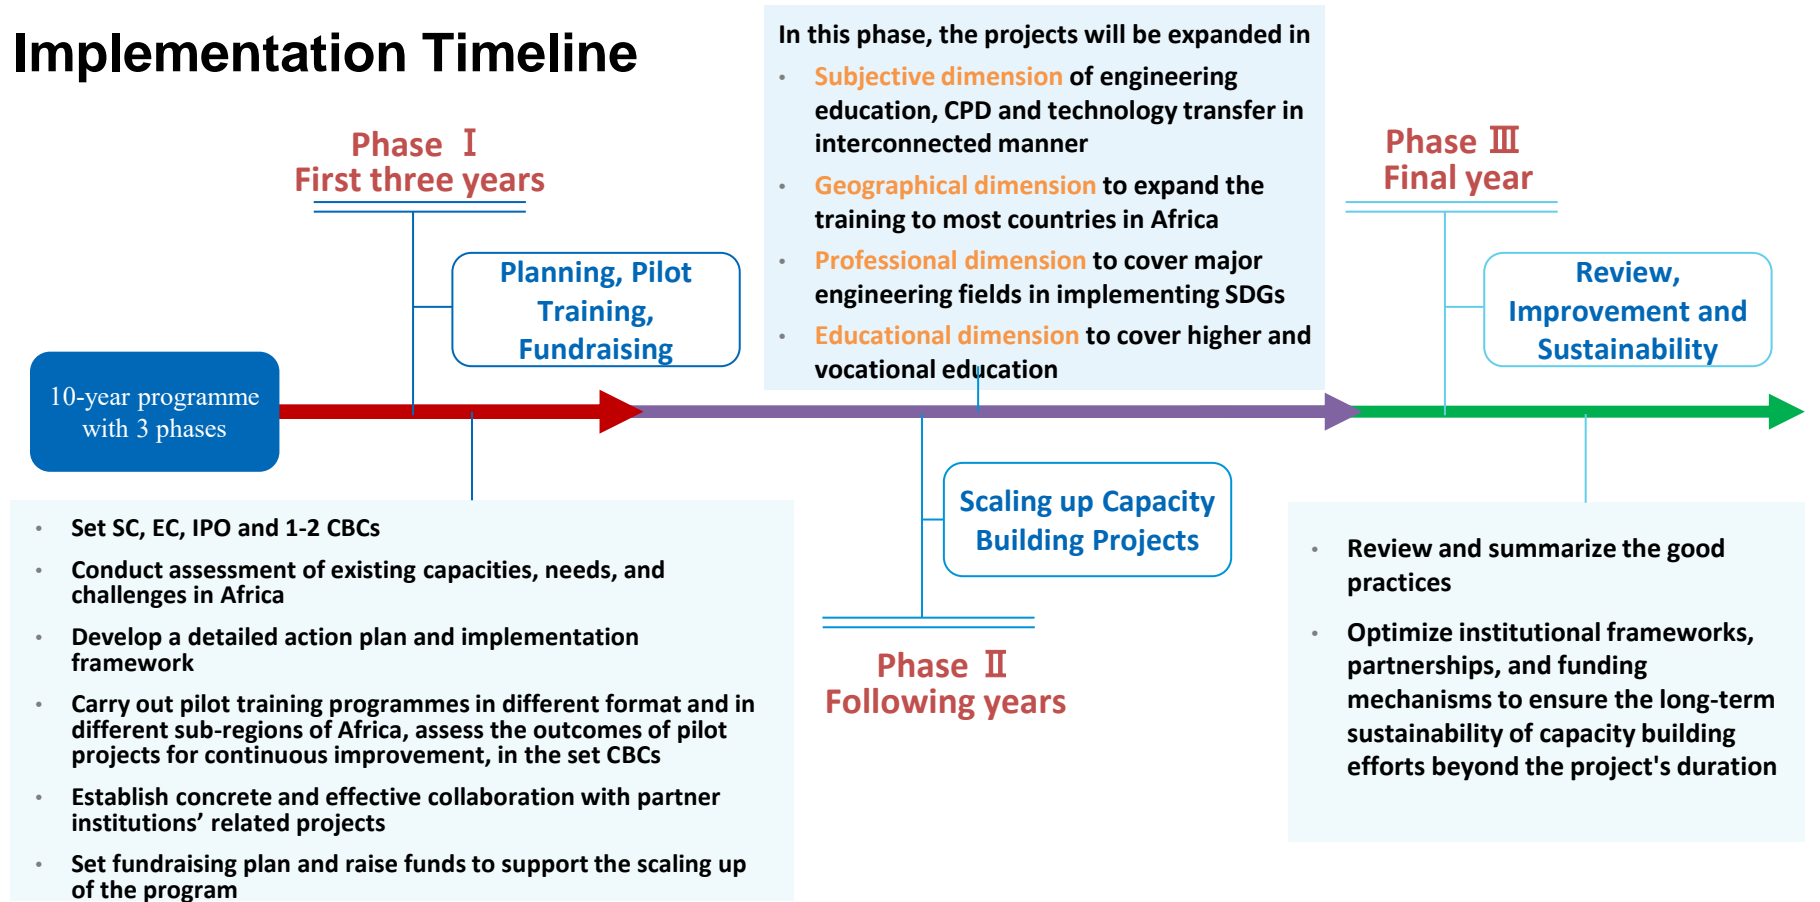 Implementation Timeline
Phase Ⅰ
First three years
Planning, Pilot
Training,
Fundraising
10-year programme
with 3 phases
• Set SC, EC, IPO and 1-2 CBCs
• Conduct assessment of existing capacities, needs, and
challenges in Africa
• Develop a detailed action plan and implementation
framework
• Carry out pilot training programmes in different format and in
different sub-regions of Africa, assess the outcomes of pilot
projects for continuous improvement, in the set CBCs
• Establish concrete and effective collaboration with partner
institutions’ related projects
• Set fundraising plan and raise funds to support the scaling up
of the program
In this phase, the projects will be expanded in
• Subjective dimension of engineering
education, CPD and technology transfer in
interconnected manner
• Geographical dimension to expand the
training to most countries in Africa
• Professional dimension to cover major
engineering fields in implementing SDGs
• Educational dimension to cover higher and
vocational education
Scaling up Capacity
Building Projects
Phase Ⅱ
Following years
Phase Ⅲ
Final year
Review,
Improvement and
Sustainability
• Review and summarize the good
practices
• Optimize institutional frameworks,
partnerships, and funding
mechanisms to ensure the long-term
sustainability of capacity building
efforts beyond the project's duration